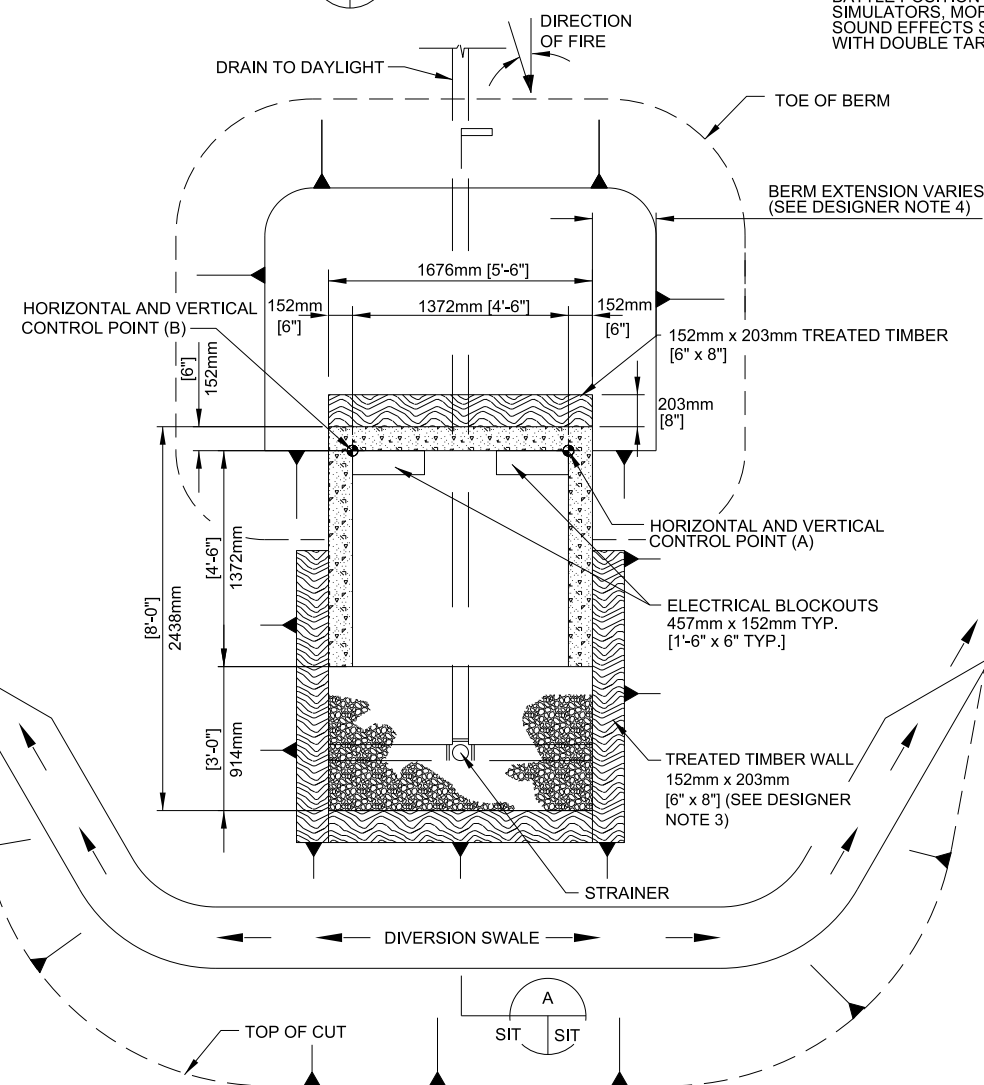 SIMULATORS, MOR
SOUND EFFECTS S
WITH DOUBLE TAR
DIRECTION
OF FIRE
DRAIN TO DAYLIGHT
TOE OF BERM
BERM EXTENSION VARIES
(SEE DESIGNER NOTE 4)
1676mm [5'-6"]
HORIZONTAL AND VERTICAL
CONTROL POINT (B)
152mm
[6"]
1372mm [4'-6"]
152mm
[6"]
152mm x 203mm TREATED TIMBER
[6" x 8"]
[6"]
152mm
203mm
[8"]
HORIZONTAL AND VERTICAL
CONTROL POINT (A)
[4'-6"]
1372mm
[8'-0"]
2438mm
ELECTRICAL BLOCKOUTS
457mm x 152mm TYP.
[1'-6" x 6" TYP.]
[3'-0"]
914mm
TREATED TIMBER WALL
152mm x 203mm
[6" x 8"] (SEE DESIGNER
NOTE 3)
STRAINER
DIVERSION SWALE
A
SIT SIT
TOP OF CUT